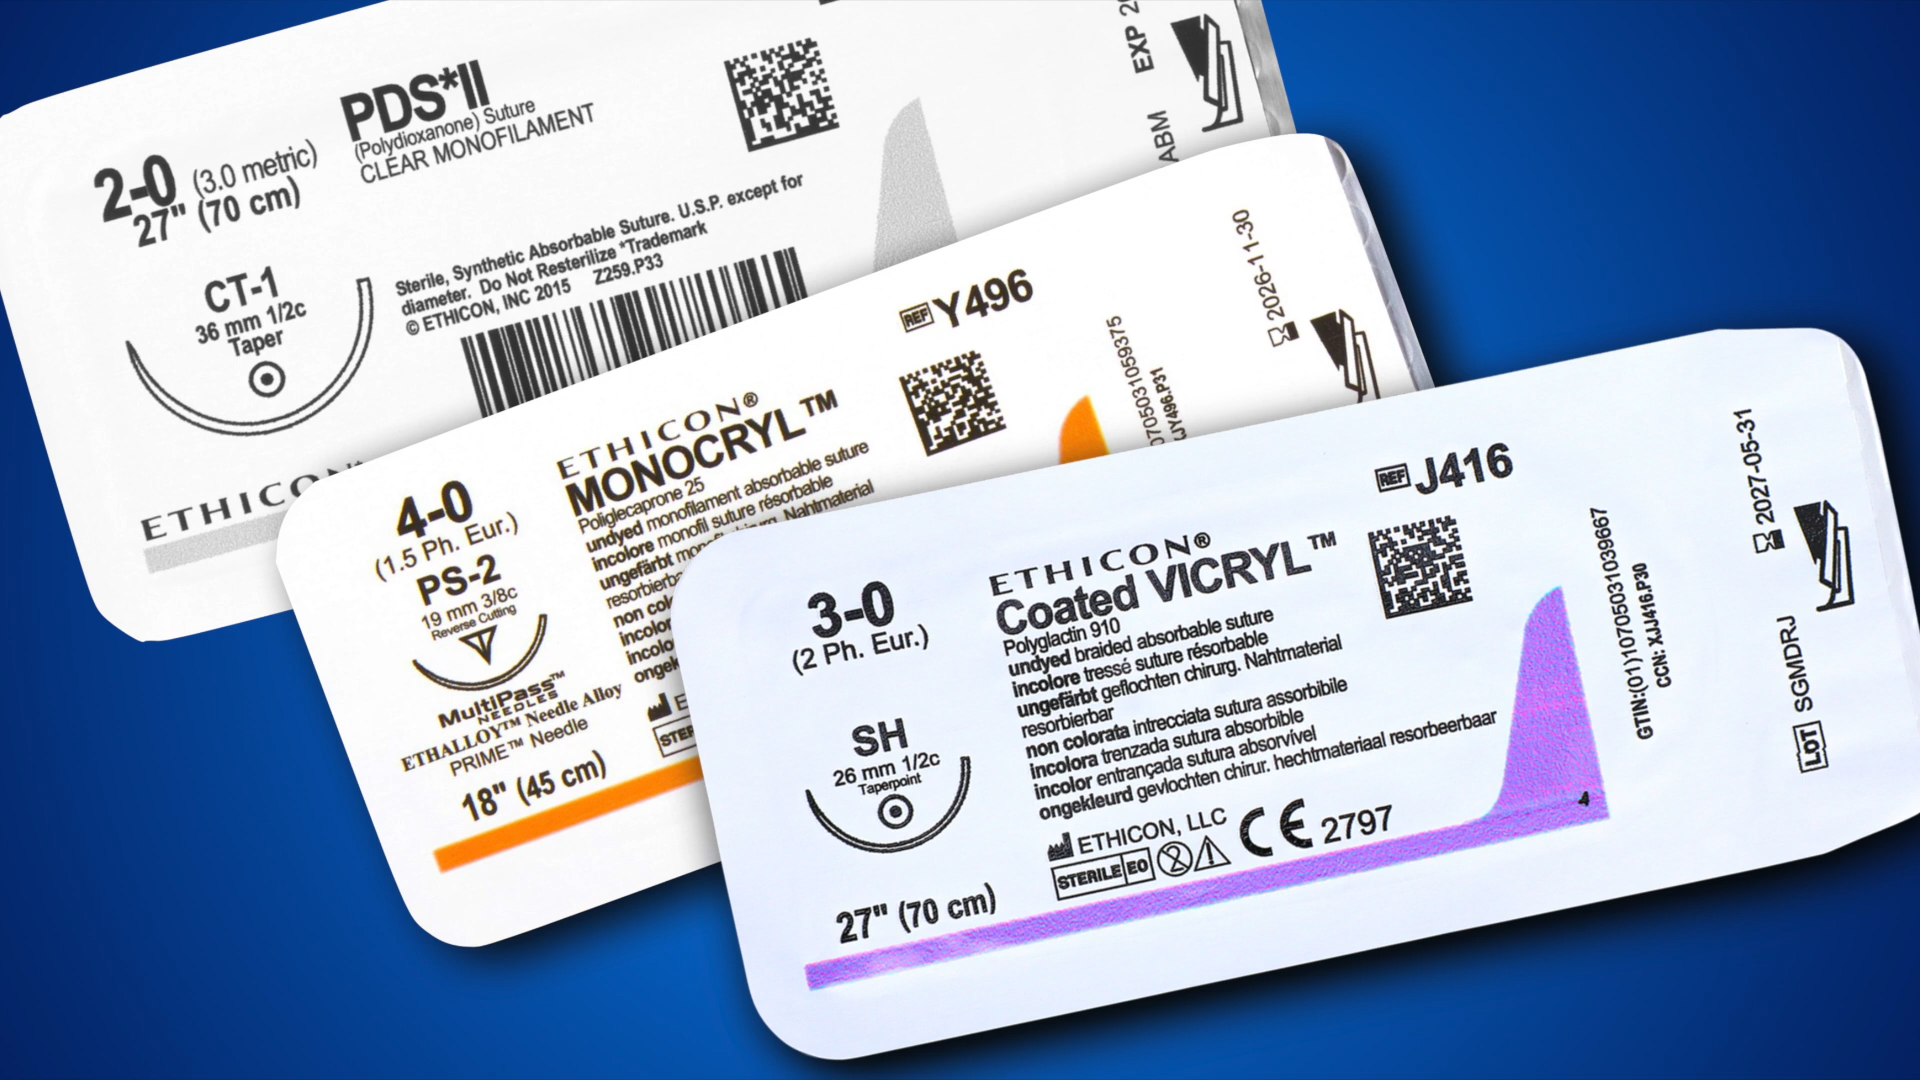 PDS*II
(Polydioxanone) Suture
CLEAR MONOFILAMENT
2-0 (3.0 metric)
27" (70 cm)
CT-1
36 mm 1/2c
Taper
Sterile, Synthetic Absorbable Suture. U.S.P. except for
diameter. Do Not Resterilize *Trademark
© ETHICON, INC 2015 Z259.P33
ABM EXP
ETHICON
REF Y496
2026-11-30
ETHICON®
MONOCRYL™
Poliglecaprone 25
undyed monofilament absorbable suture
incolore monofil suture résorbable
ungefärbt Nahtmaterial
non
4-0
(1.5 Ph. Eur.)
PS-2
19 mm 3/8c
Reverse Cutting
MultiPass™
NEEDLES
ETHALLOY™ Needle Alloy
PRIME™ Needle
18" (45 cm)
REF J416
2027-05-31
LOT SGMDRJ
GTIN:(01)10705031039667
CCN: XJJ416.P30
ETHICON®
Coated VICRYL™
Polyglactin 910
undyed braided absorbable suture
incolore tressé suture résorbable
ungefärbt geflochten chirurg. Nahtmaterial
resorbierbar
non colorata intrecciata sutura assorbibile
incolora trenzada sutura absorbible
incolor entrançada sutura absorvível
ongekleurd gevlochten chirur. hechtmateriaal resorbeerbaar
3-0
(2 Ph. Eur.)
SH
26 mm 1/2c
Taperpoint
27" (70 cm)
ETHICON, LLC
STERILE EO
CE 2797
4